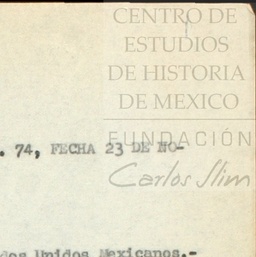 CENTRO DE
ESTUDIOS
DE HISTORIA
DE MEXICO
FUNDACIÓN
Carlos Slim
. 74, FECHA 23 DE NO-
dos Unidos Mexicanos.-